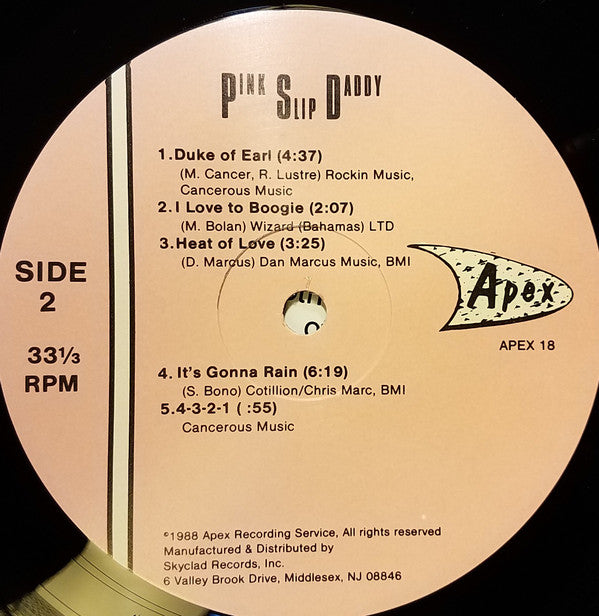 PINK SLIP DADDY
1.Duke of Earl (4:37)
(M. Cancer, R. Lustre) Rockin Music,
Cancerous Music
2.I Love to Boogie (2:07)
(M. Bolan) Wizard (Bahamas) LTD
3.Heat of Love (3:25)
(D. Marcus) Dan Marcus Music, BMI
SIDE
2
33⅓
RPM
Apex
APEX 18
4. It's Gonna Rain (6:19)
(S. Bono) Cotillion/Chris Marc, BMI
5.4-3-2-1 ( :55)
Cancerous Music
©1988 Apex Recording Service, All rights reserved
Manufactured & Distributed by
Skyclad Records, Inc.
6 Valley Brook Drive, Middlesex, NJ 08846